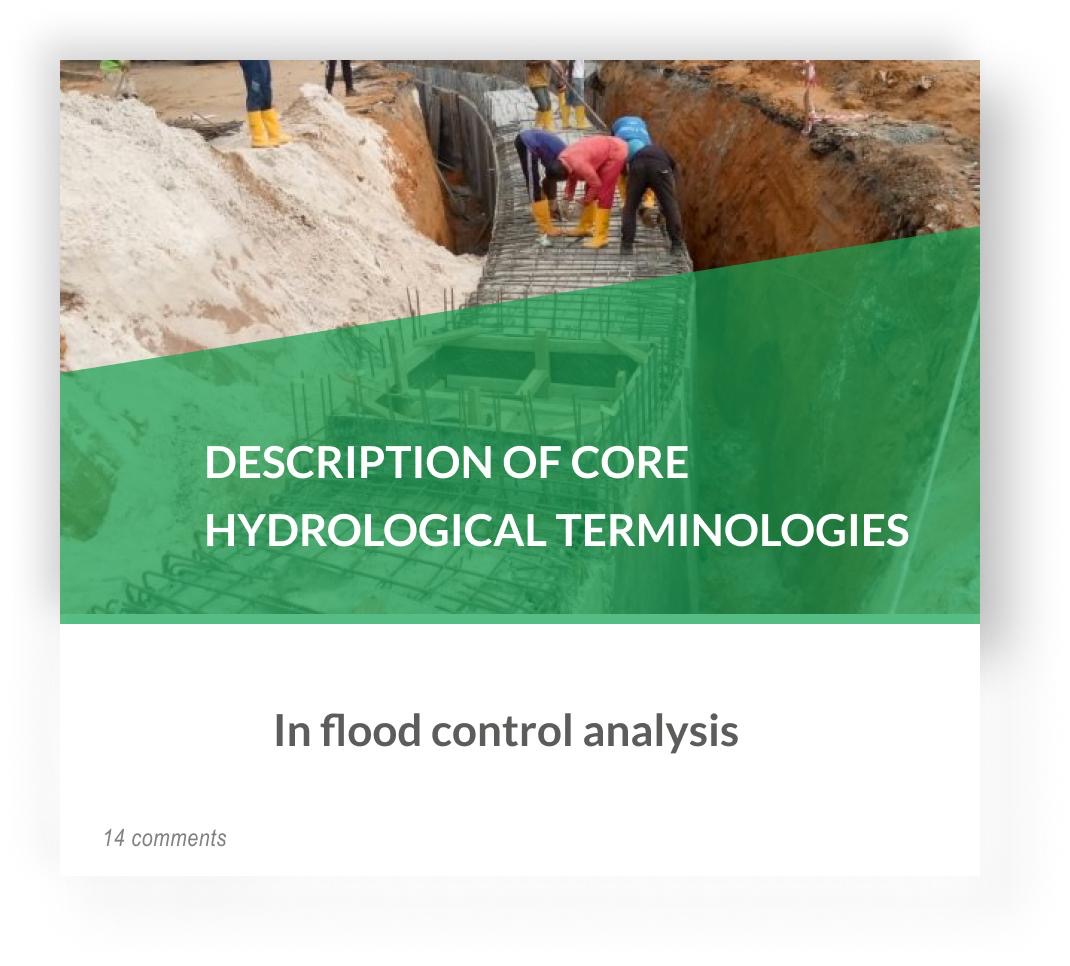 DESCRIPTION OF CORE
HYDROLOGICAL TERMINOLOGIES
In flood control analysis
14 comments